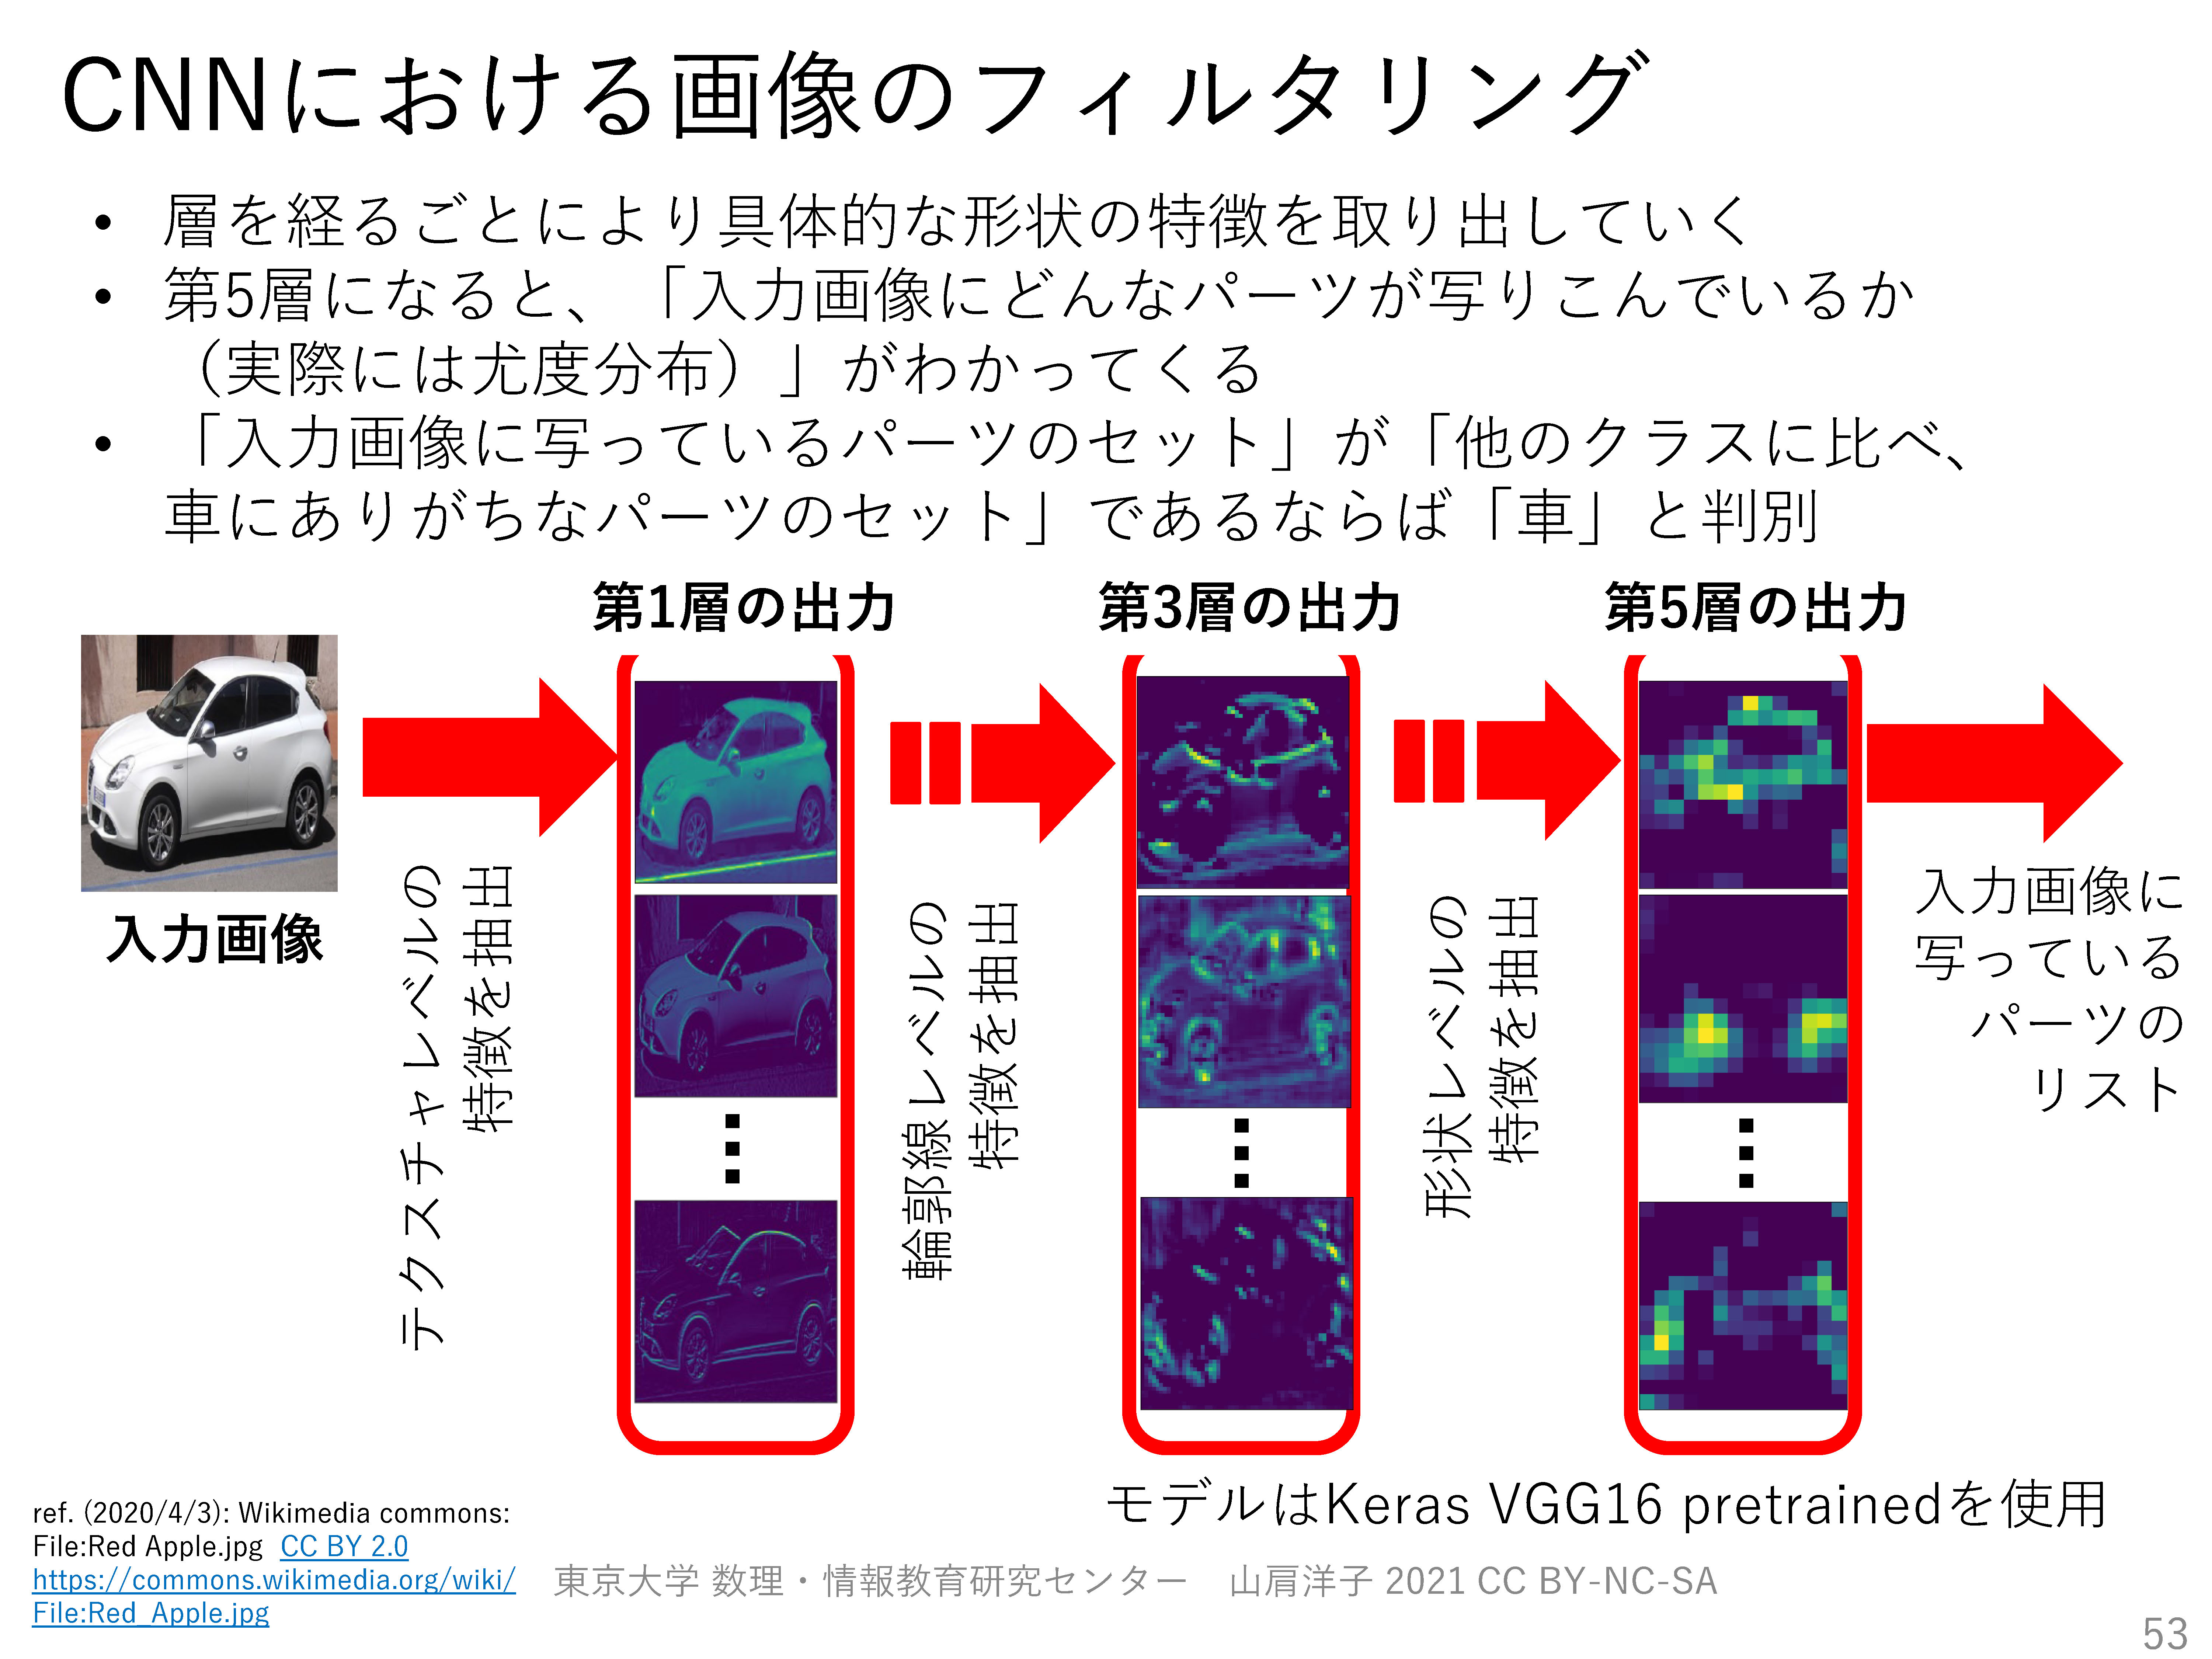 CNNにおける画像のフィルタリング
• 層を経るごとにより具体的な形状の特徴を取り出していく
• 第5層になると、「入力画像にどんなパーツが写りこんでいるか
（実際には尤度分布）」がわかってくる
• 「入力画像に写っているパーツのセット」が「他のクラスに比べ、
車にありがちなパーツのセット」であるならば「車」と判別
第1層の出力
第3層の出力
第5層の出力
入力画像
テクスチャレベルの
特徴を抽出
輪郭線レベルの
特徴を抽出
形状レベルの
特徴を抽出
入力画像に
写っている
パーツの
リスト
モデルはKeras VGG16 pretrainedを使用
ref. (2020/4/3): Wikimedia commons:
File:Red Apple.jpg CC BY 2.0
https://commons.wikimedia.org/wiki/
File:Red_Apple.jpg
東京大学 数理・情報教育研究センター 山肩洋子 2021 CC BY-NC-SA
53